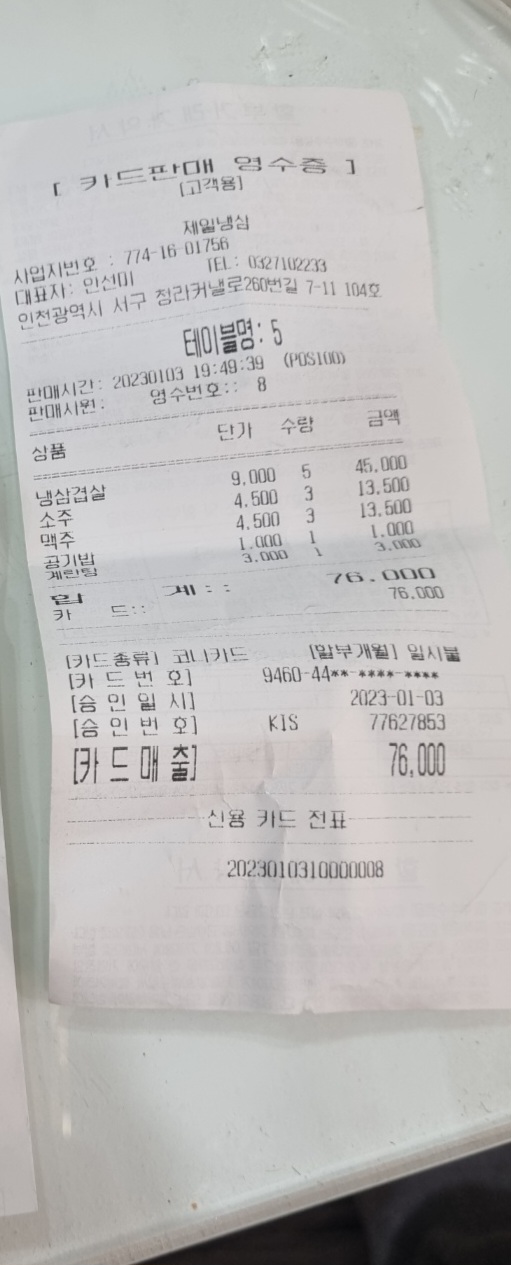 [ 카드판매 영수증 ]
[고객용]
제일냉삼
사업자번호 : 774-16-01756
대표자: 민선미 TEL: 0327102233
인천광역시 서구 정리커낼로260번길 7-11 104호
테이블명: 5
판매시간: 20230103 19:49:39 (POS100)
판매사원: 영수번호:: 8
상품 단가 수량 금액
냉삼겹살 9,000 5 45,000
소주 4,500 3 13,500
맥주 4,500 3 13,500
공기밥 1,000 1 1,000
계란탕 3,000 1 3,000
합 계:: 76,000
카 드:: 76,000
[카드종류] 코나카드 [할부개월] 일시불
[카 드 번 호] 9460-44**-****-****
[승 인 일 시] 2023-01-03
[승 인 번 호] KIS 77627853
[카 드 매 출] 76,000
신용 카드 전표
2023010310000008